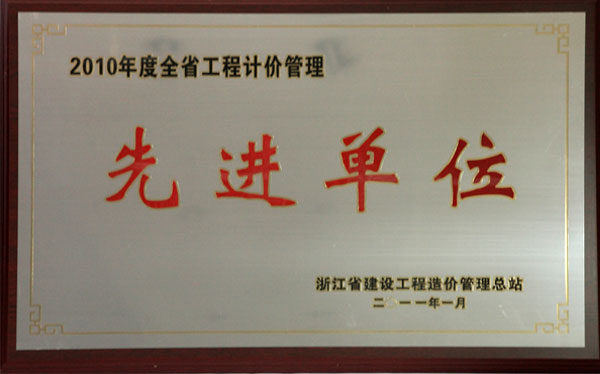 2010年度全省工程计价管理
先进单位
浙江省建设工程造价管理总站
二〇一一年一月